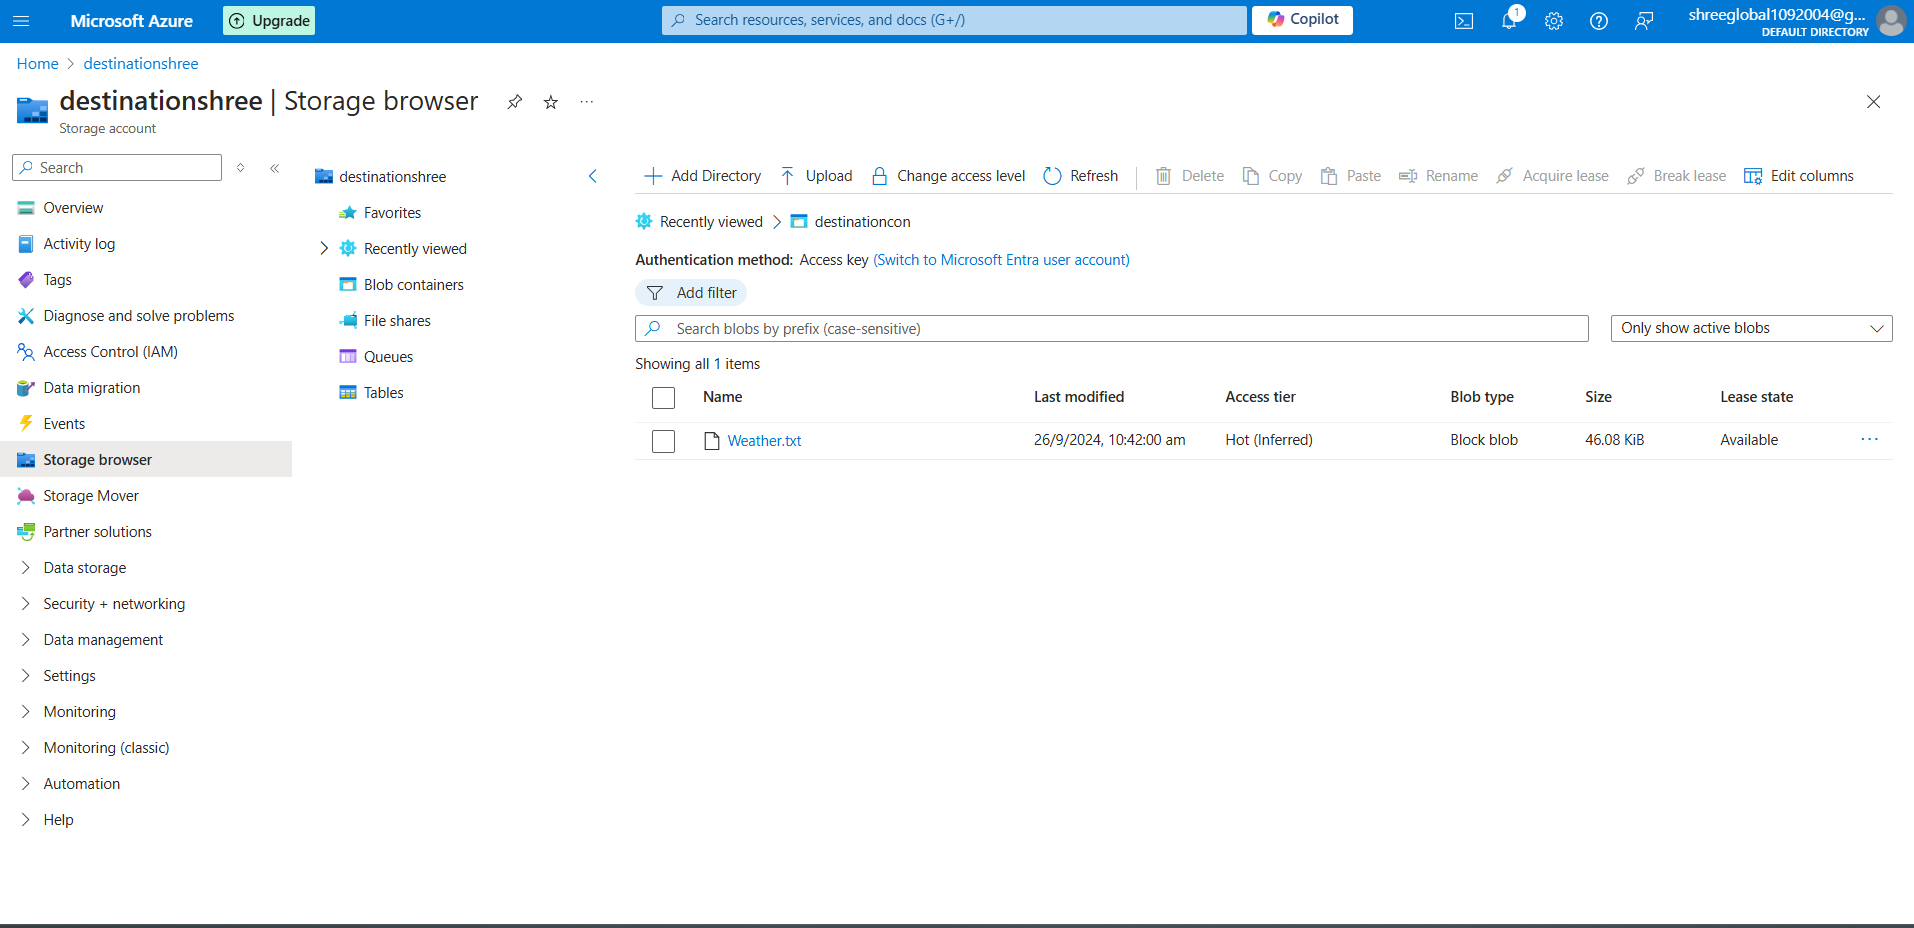 Microsoft Azure
Upgrade
Search resources, services, and docs (G+/)
Copilot
1
shreeglobal1092004@g...
DEFAULT DIRECTORY
Home > destinationshree
destinationshree | Storage browser
Storage account
Search
Overview
Activity log
Tags
Diagnose and solve problems
Access Control (IAM)
Data migration
Events
Storage browser
Storage Mover
Partner solutions
Data storage
Security + networking
Data management
Settings
Monitoring
Monitoring (classic)
Automation
Help
destinationshree
Favorites
Recently viewed
Blob containers
File shares
Queues
Tables
Add Directory Upload Change access level Refresh Delete Copy Paste Rename Acquire lease Break lease Edit columns
Recently viewed > destinationcon
Authentication method: Access key (Switch to Microsoft Entra user account)
Add filter
Search blobs by prefix (case-sensitive)
Only show active blobs
Showing all 1 items
Name Last modified Access tier Blob type Size Lease state
Weather.txt 26/9/2024, 10:42:00 am Hot (Inferred) Block blob 46.08 KiB Available